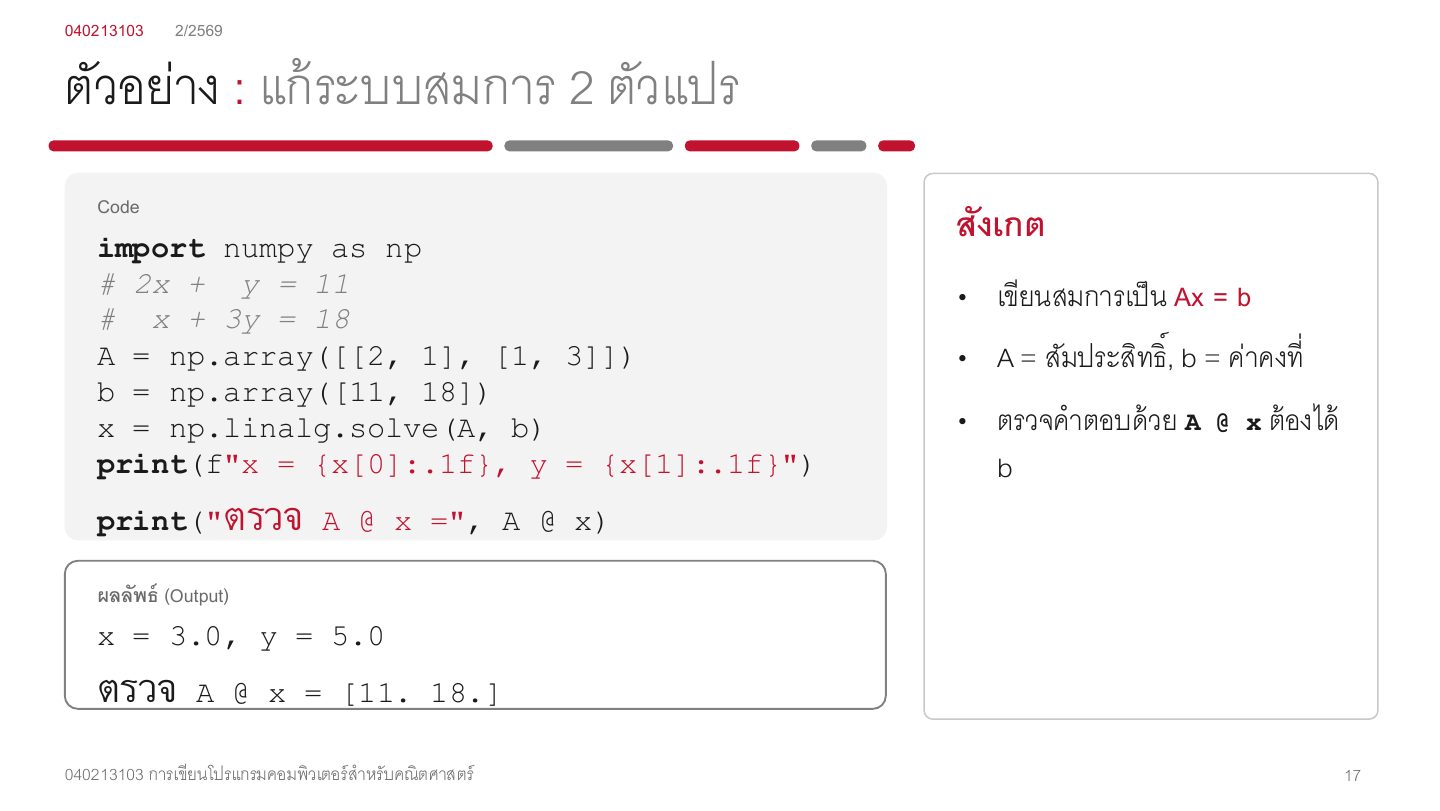 040213103 2/2569
ตัวอย่าง : แก้ระบบสมการ 2 ตัวแปร
Code
import numpy as np
# 2x +  y = 11
#  x + 3y = 18
A = np.array([[2, 1], [1, 3]])
b = np.array([11, 18])
x = np.linalg.solve(A, b)
print(f"x = {x[0]:.1f}, y = {x[1]:.1f}")
print("ตรวจ A @ x =", A @ x)
ผลลัพธ์ (Output)
x = 3.0, y = 5.0
ตรวจ A @ x = [11. 18.]
สังเกต
• เขียนสมการเป็น Ax = b
• A = สัมประสิทธิ์, b = ค่าคงที่
• ตรวจคำตอบด้วย A @ x ต้องได้
b
040213103 การเขียนโปรแกรมคอมพิวเตอร์สำหรับคณิตศาสตร์
17